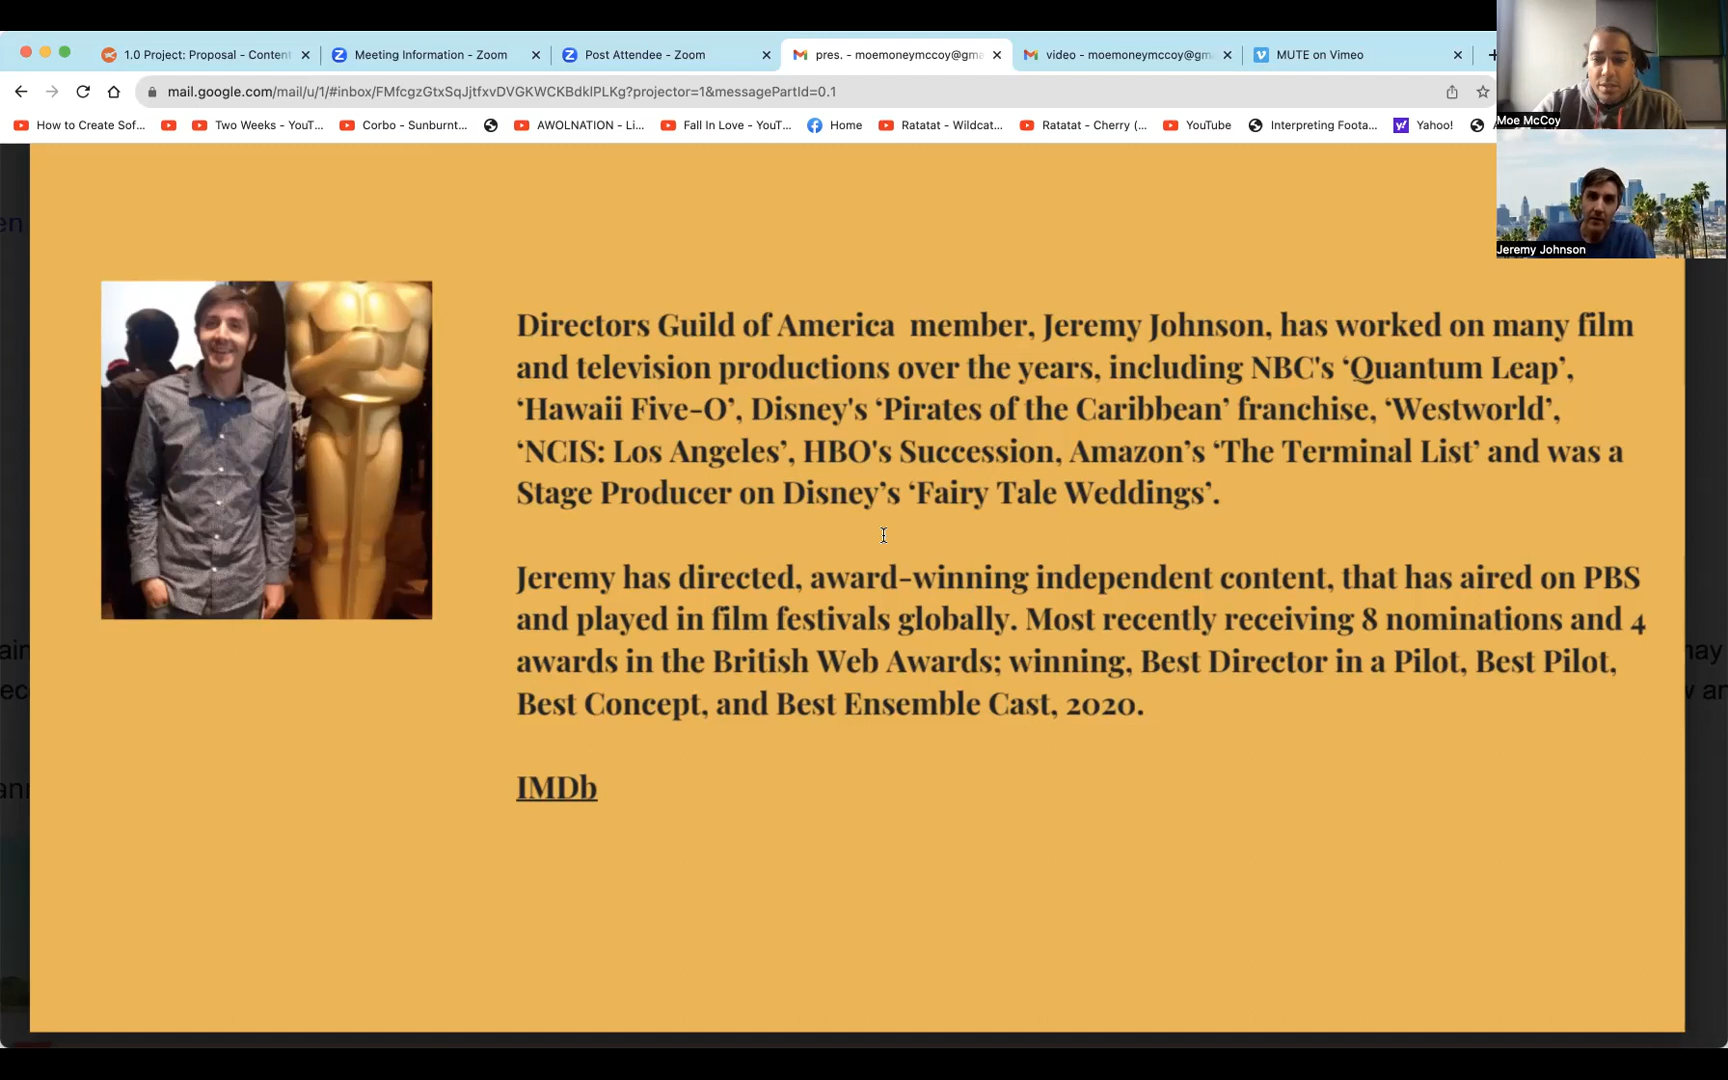 1.0 Project: Proposal - Content
Meeting Information - Zoom
Post Attendee - Zoom
pres. - moemoneymccoy@gma
video - moemoneymccoy@gm
MUTE on Vimeo
mail.google.com/mail/u/1/#inbox/FMfcgzGtxSqJjtfxvDVGKWCKBdklPLKg?projector=1&messagePartId=0.1
How to Create Sof...
Two Weeks - YouT...
Corbo - Sunburnt...
AWOLNATION - Li...
Fall In Love - YouT...
Home
Ratatat - Wildcat...
Ratatat - Cherry (...
YouTube
Interpreting Foota...
Yahoo!
Moe McCoy
Jeremy Johnson
Directors Guild of America  member, Jeremy Johnson, has worked on many film
and television productions over the years, including NBC's ‘Quantum Leap’,
‘Hawaii Five-O’, Disney's ‘Pirates of the Caribbean’ franchise, ‘Westworld’,
‘NCIS: Los Angeles’, HBO's Succession, Amazon’s ‘The Terminal List’ and was a
Stage Producer on Disney’s ‘Fairy Tale Weddings’.
Jeremy has directed, award-winning independent content, that has aired on PBS
and played in film festivals globally. Most recently receiving 8 nominations and 4
awards in the British Web Awards; winning, Best Director in a Pilot, Best Pilot,
Best Concept, and Best Ensemble Cast, 2020.
IMDb